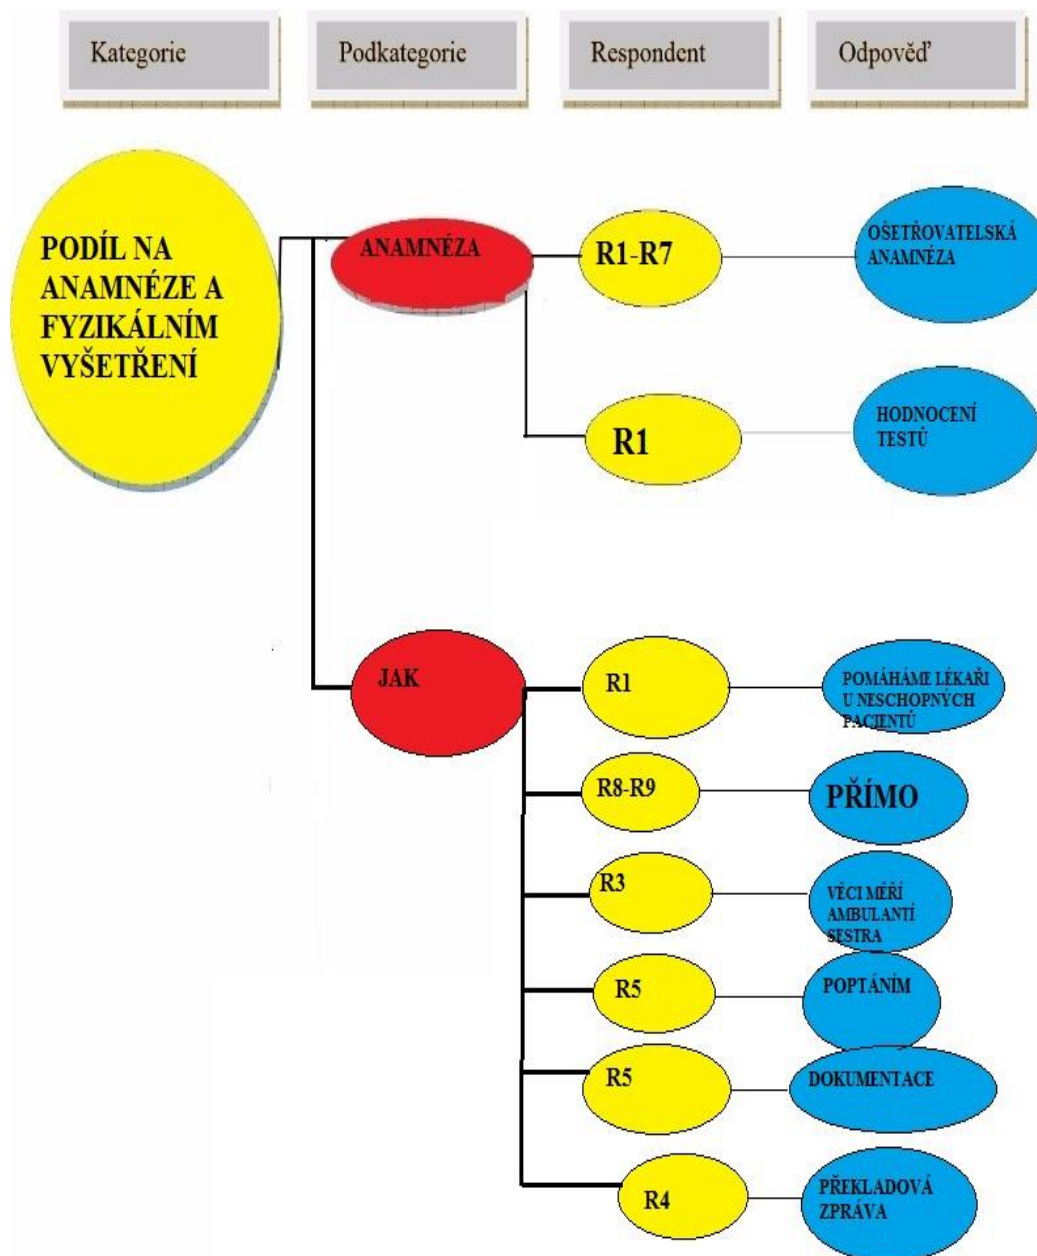 Kategorie
Podkategorie
Respondent
Odpověď
PODÍL NA
ANAMNÉZE A
FYZIKÁLNÍM
VYŠETŘENÍ
ANAMNÉZA
R1-R7
OŠETŘOVATELSKÁ
ANAMNÉZA
R1
HODNOCENÍ
TESTŮ
JAK
R1
POMÁHÁME LÉKAŘI
U NESCHOPNÝCH
PACIENTŮ
R8-R9
PŘÍMO
R3
VĚCI MĚŘÍ
AMBULANTÍ
SESTRA
R5
POPTÁNÍM
R5
DOKUMENTACE
R4
PŘEKLADOVÁ
ZPRÁVA